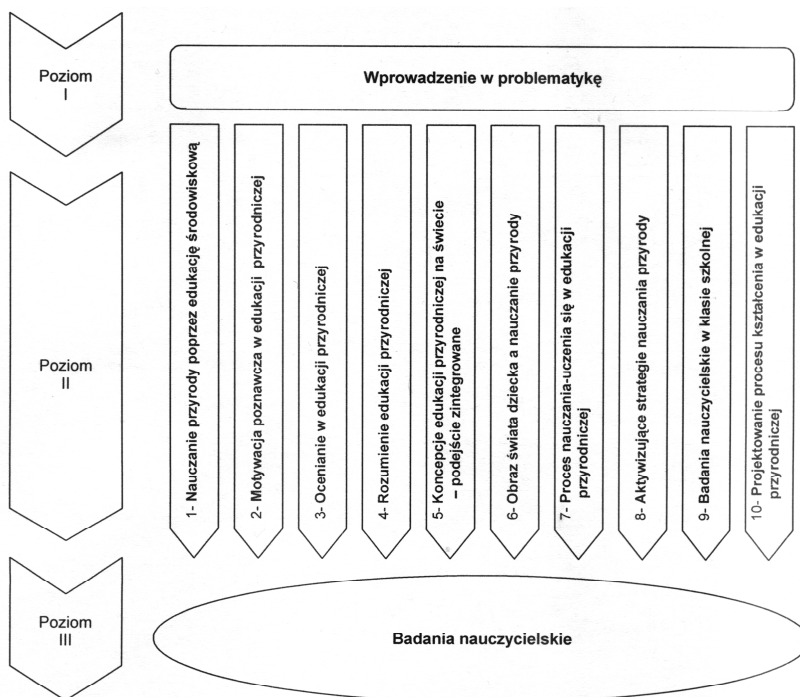 Poziom
I
Wprowadzenie w problematykę
Poziom
II
1- Nauczanie przyrody poprzez edukację środowiskową
2- Motywacja poznawcza w edukacji przyrodniczej
3- Ocenianie w edukacji przyrodniczej
4- Rozumienie edukacji przyrodniczej
5- Koncepcje edukacji przyrodniczej na świecie
– podejście zintegrowane
6- Obraz świata dziecka a nauczanie przyrody
7- Proces nauczania-uczenia się w edukacji
przyrodniczej
8- Aktywizujące strategie nauczania przyrody
9- Badania nauczycielskie w klasie szkolnej
10- Projektowanie procesu kształcenia w edukacji
przyrodniczej
Poziom
III
Badania nauczycielskie